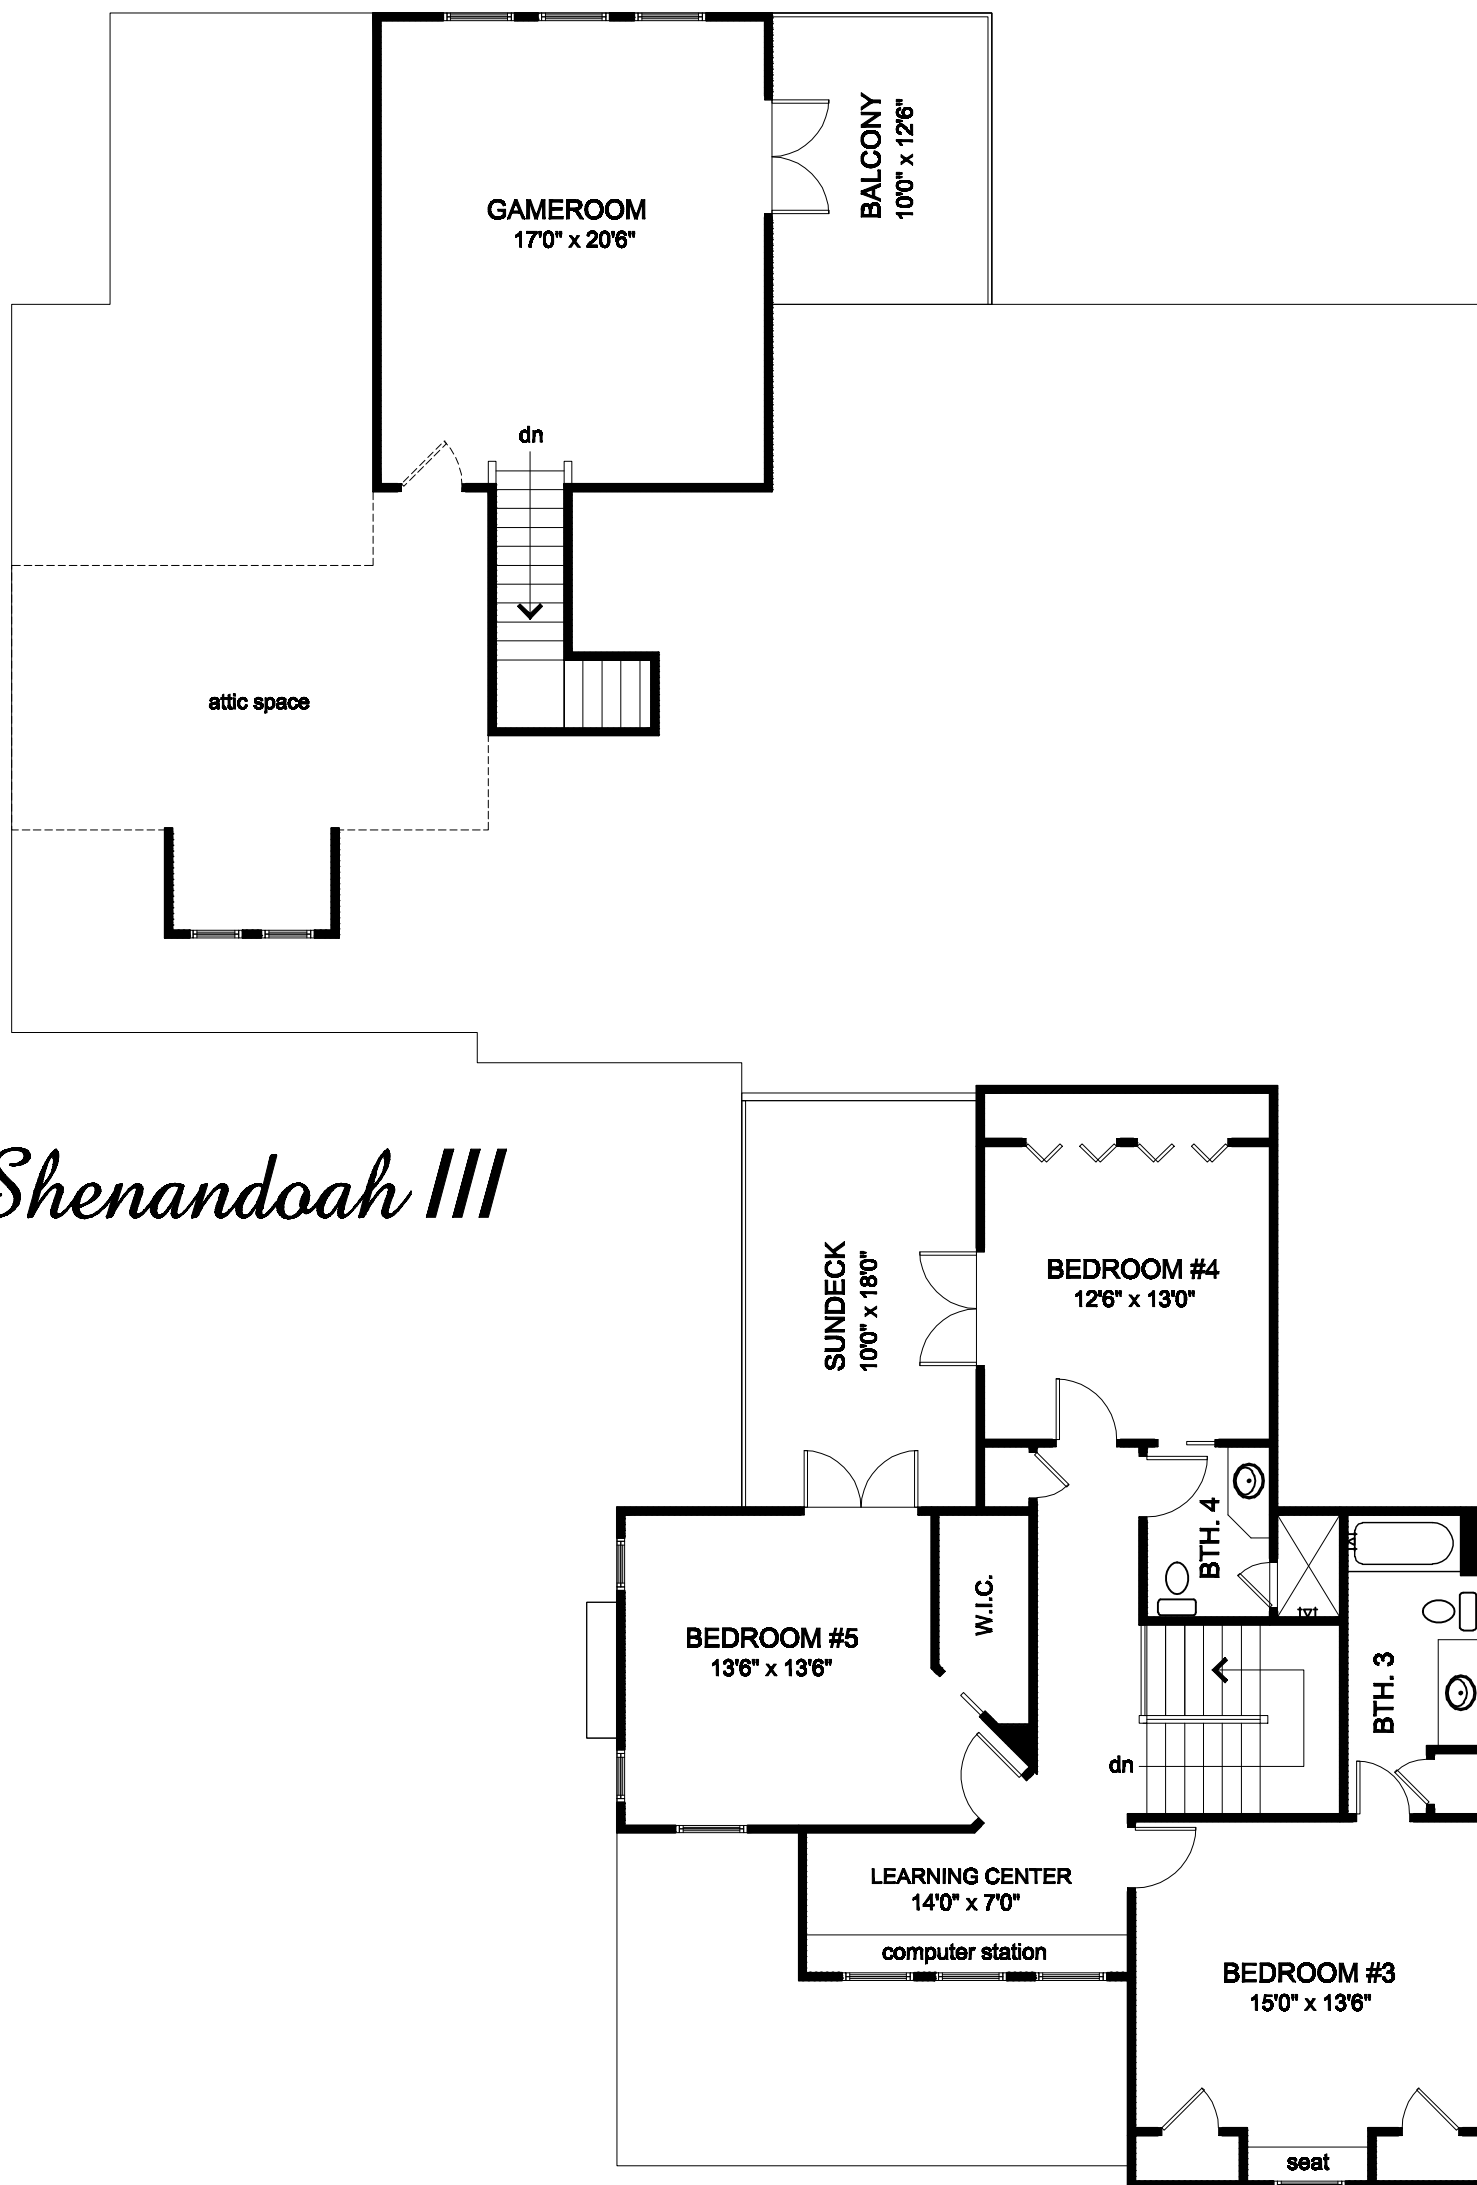 GAMEROOM
17'0" x 20'6"
BALCONY
10'0" x 12'6"
dn
attic space
Shenandoah III
SUNDECK
10'0" x 18'0"
BEDROOM #4
12'6" x 13'0"
BTH. 4
W.I.C.
BEDROOM #5
13'6" x 13'6"
BTH. 3
dn
LEARNING CENTER
14'0" x 7'0"
computer station
BEDROOM #3
15'0" x 13'6"
seat